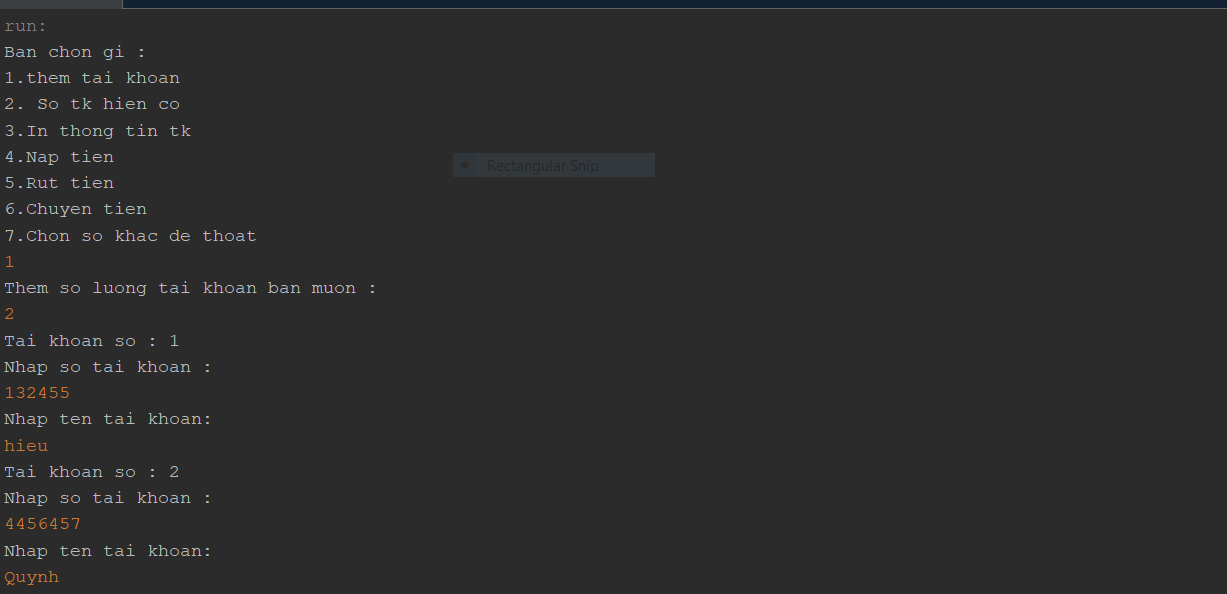 run:
Ban chon gi :
1.them tai khoan
2. So tk hien co
3.In thong tin tk
4.Nap tien
Rectangular Snip
5.Rut tien
6.Chuyen tien
7.Chon so khac de thoat
1
Them so luong tai khoan ban muon :
2
Tai khoan so : 1
Nhap so tai khoan :
132455
Nhap ten tai khoan:
hieu
Tai khoan so : 2
Nhap so tai khoan :
4456457
Nhap ten tai khoan:
Quynh